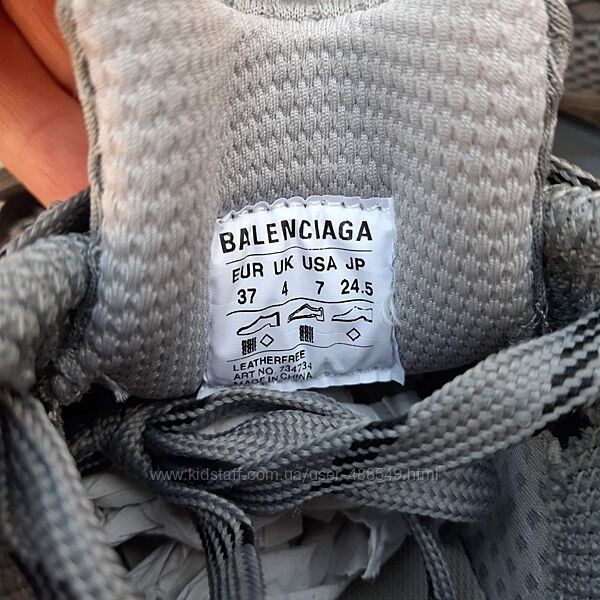 BALENCIAGA
EUR UK USA JP
37 4 7 24.5
LEATHERFREE
ART NO. 734734
MADE IN CHINA
www.kidstaff.com.ua/user-488549.html